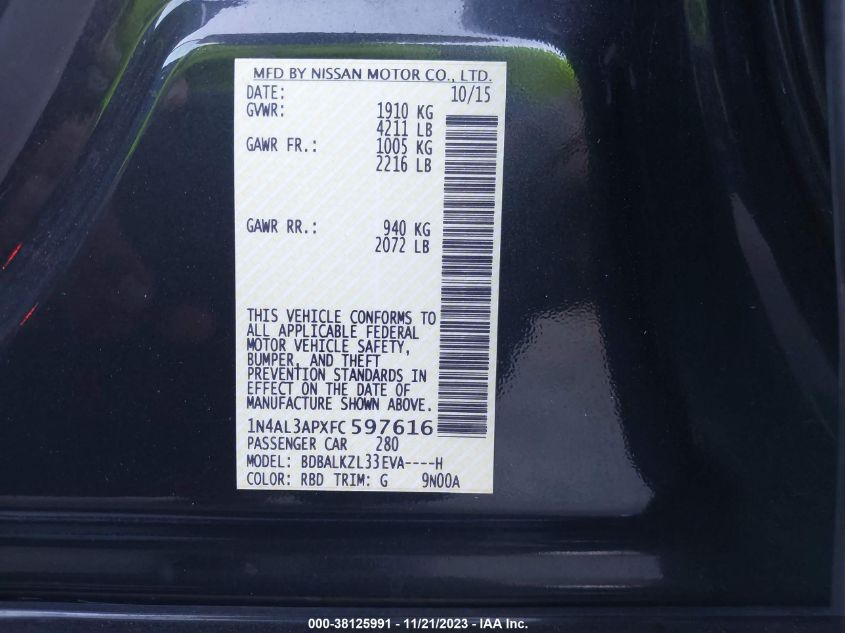 MFD BY NISSAN MOTOR CO., LTD.
DATE: 10/15
GVWR: 1910 KG
4211 LB
GAWR FR.: 1005 KG
2216 LB
GAWR RR.: 940 KG
2072 LB
THIS VEHICLE CONFORMS TO
ALL APPLICABLE FEDERAL
MOTOR VEHICLE SAFETY,
BUMPER, AND THEFT
PREVENTION STANDARDS IN
EFFECT ON THE DATE OF
MANUFACTURE SHOWN ABOVE.
1N4AL3APXFC597616
PASSENGER CAR 280
MODEL: BDBALKZL33EVA----H
COLOR: RBD TRIM: G 9N00A
000-38125991 - 11/21/2023 - IAA Inc.